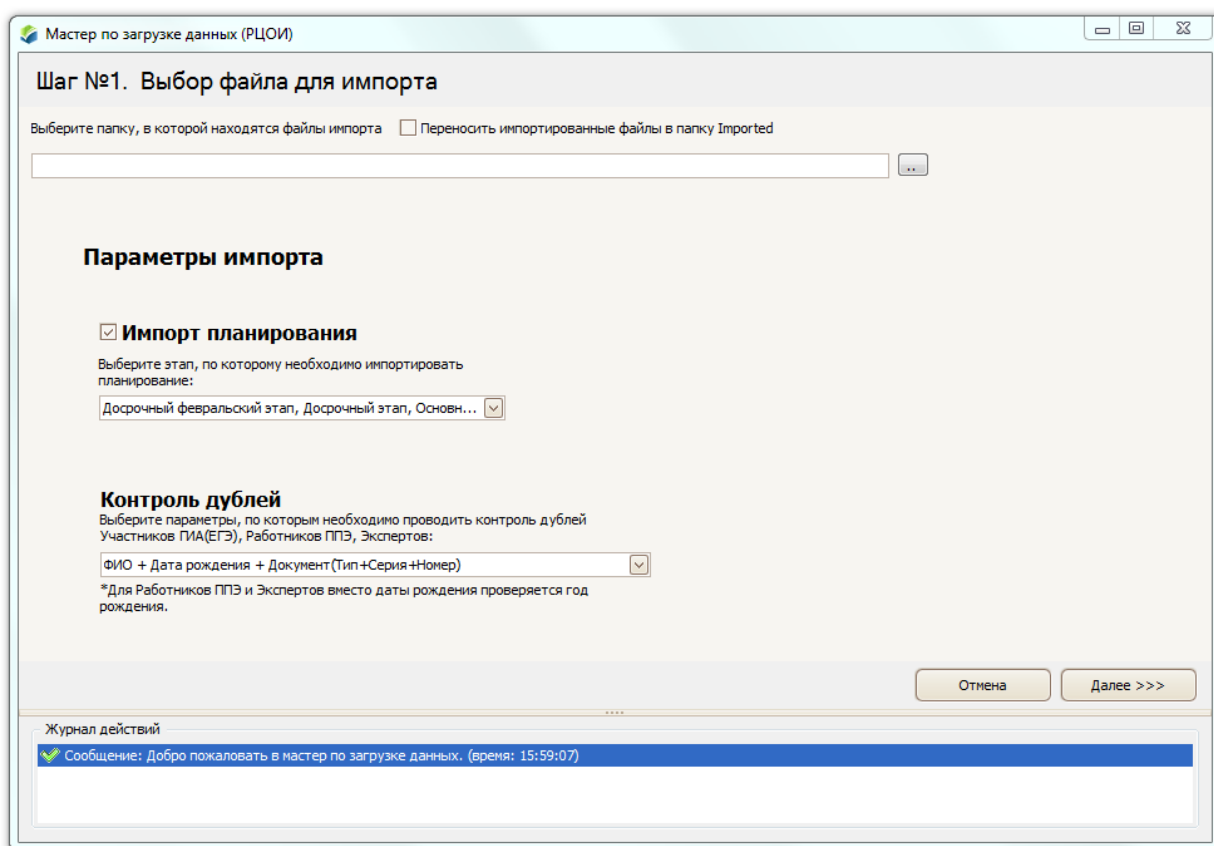 Мастер по загрузке данных (РЦОИ)
Шаг №1. Выбор файла для импорта
Выберите папку, в которой находятся файлы импорта Переносить импортированные файлы в папку Imported
..
Параметры импорта
Импорт планирования
Выберите этап, по которому необходимо импортировать
планирование:
Досрочный февральский этап, Досрочный этап, Основн...
Контроль дублей
Выберите параметры, по которым необходимо проводить контроль дублей
Участников ГИА(ЕГЭ), Работников ППЭ, Экспертов:
ФИО + Дата рождения + Документ(Тип+Серия+Номер)
*Для Работников ППЭ и Экспертов вместо даты рождения проверяется год
рождения.
Отмена Далее >>>
Журнал действий
Сообщение: Добро пожаловать в мастер по загрузке данных. (время: 15:59:07)